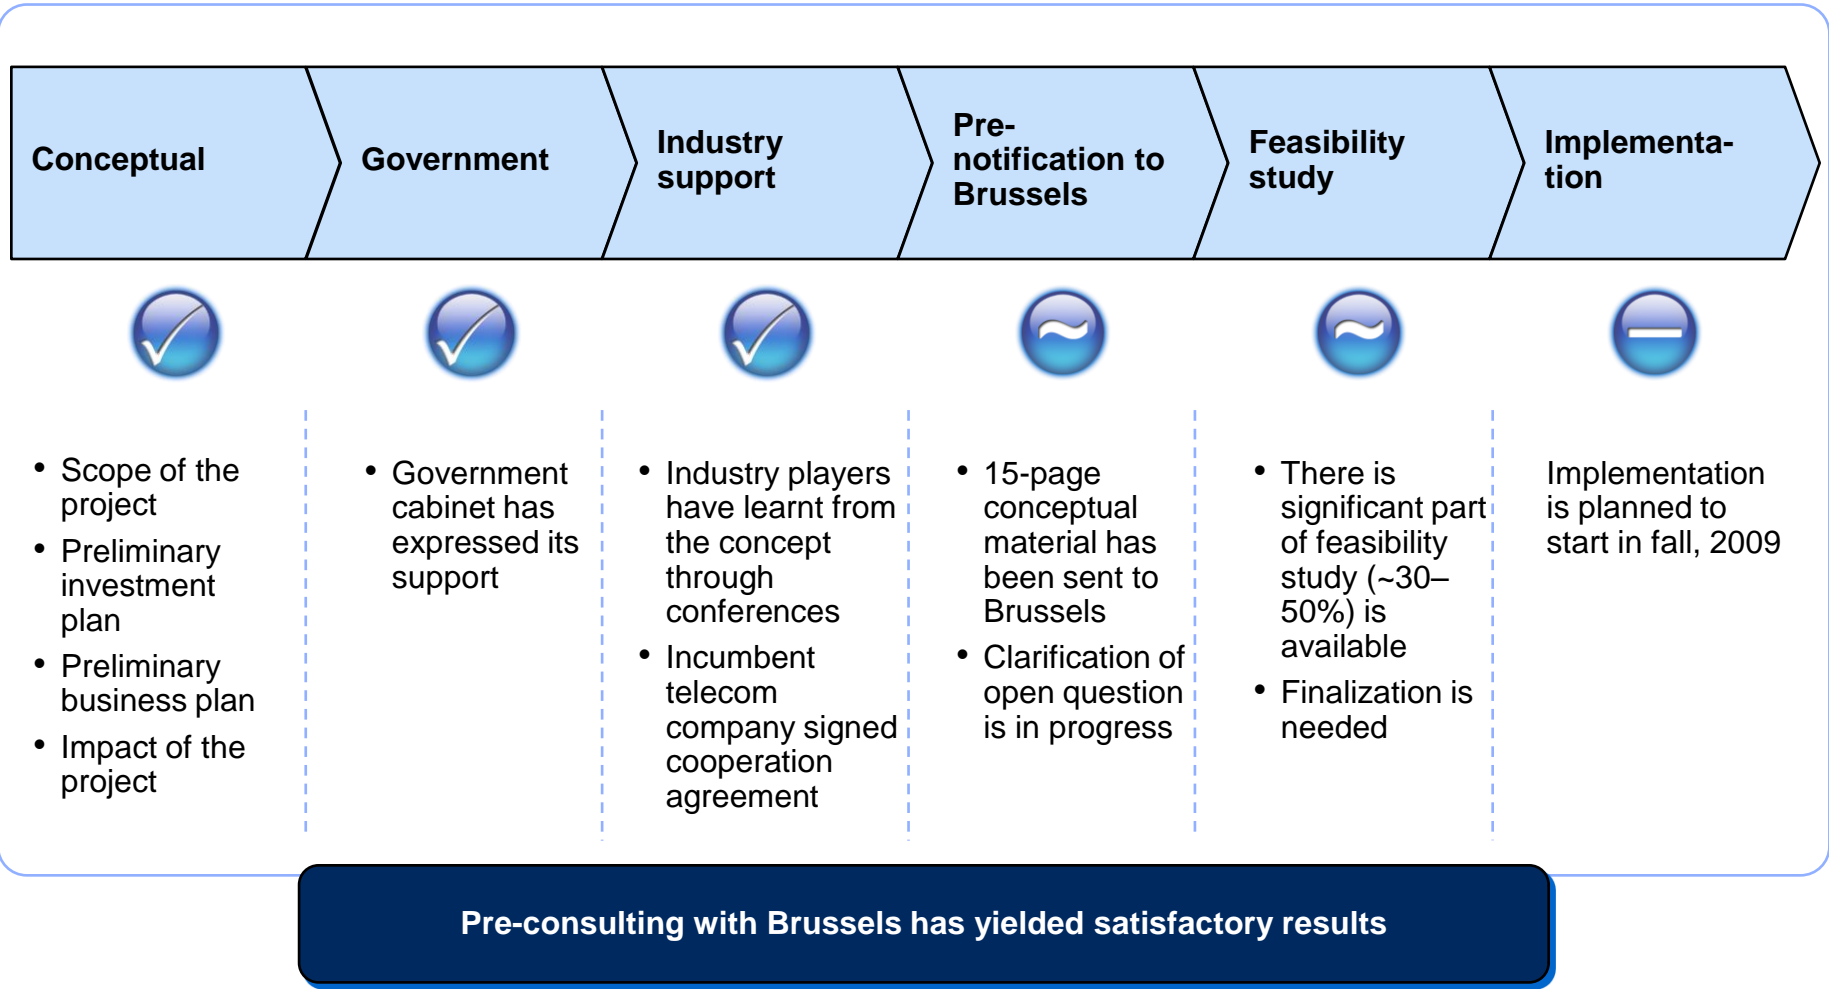 Conceptual
Government
Industry
support
Pre-
notification to
Brussels
Feasibility
study
Implementa-
tion
• Scope of the
project
• Preliminary
investment
plan
• Preliminary
business plan
• Impact of the
project
• Government
cabinet has
expressed its
support
• Industry players
have learnt from
the concept
through
conferences
• Incumbent
telecom
company signed
cooperation
agreement
• 15-page
conceptual
material has
been sent to
Brussels
• Clarification of
open question
is in progress
• There is
significant part
of feasibility
study (~30–
50%) is
available
• Finalization is
needed
Implementation
is planned to
start in fall, 2009
Pre-consulting with Brussels has yielded satisfactory results